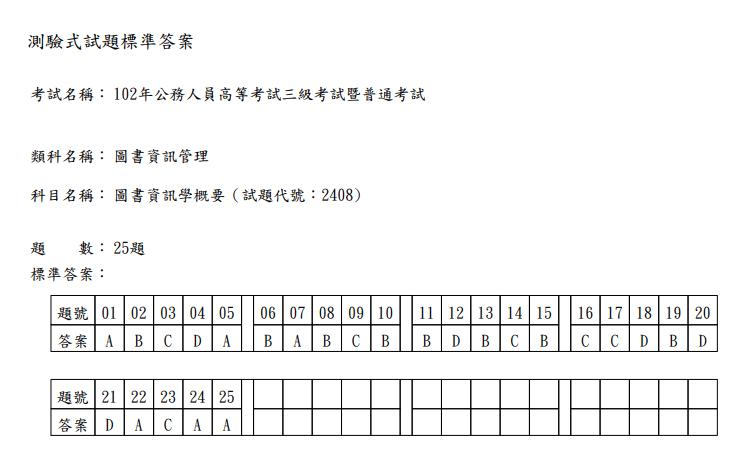 測驗式試題標準答案
考試名稱：102年公務人員高等考試三級考試暨普通考試
類科名稱：圖書資訊管理
科目名稱：圖書資訊學概要（試題代號：2408）
題　　數：25題
標準答案：
題號 01 02 03 04 05 06 07 08 09 10 11 12 13 14 15 16 17 18 19 20
答案 A B C D A B A B C B B D B C B C C D B D
題號 21 22 23 24 25
答案 D A C A A